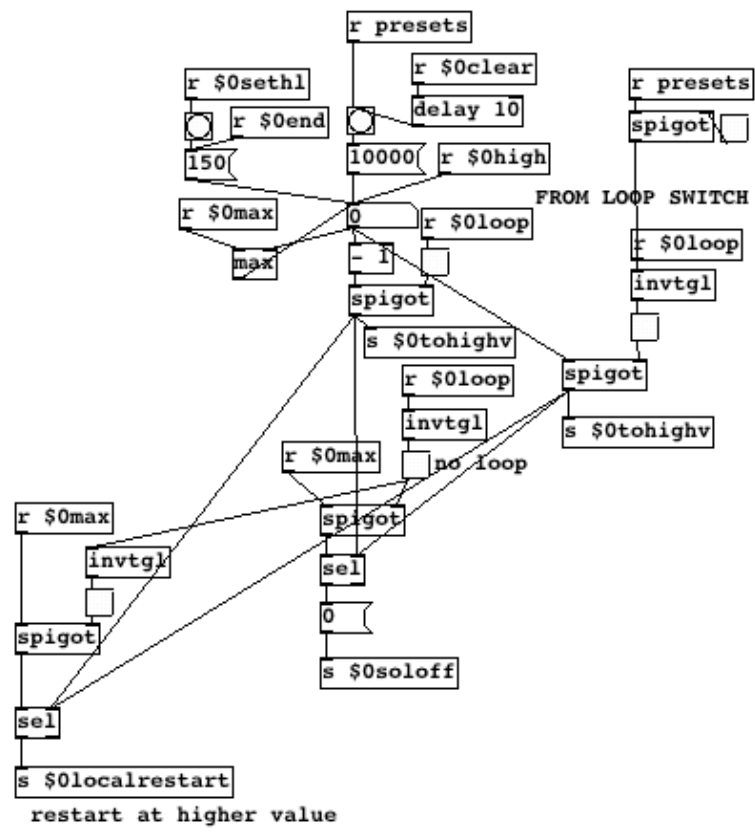 r presets
r $0clear
r $0sethl
r presets
delay 10
r $0end
spigot
150
10000
r $0high
FROM LOOP SWITCH
r $0max
0
r $0loop
r $0loop
max
- 1
invtgl
spigot
s $0tohighv
spigot
r $0loop
invtgl
s $0tohighv
r $0max
no loop
r $0max
spigot
invtgl
sel
0
spigot
s $0soloff
sel
s $0localrestart
restart at higher value